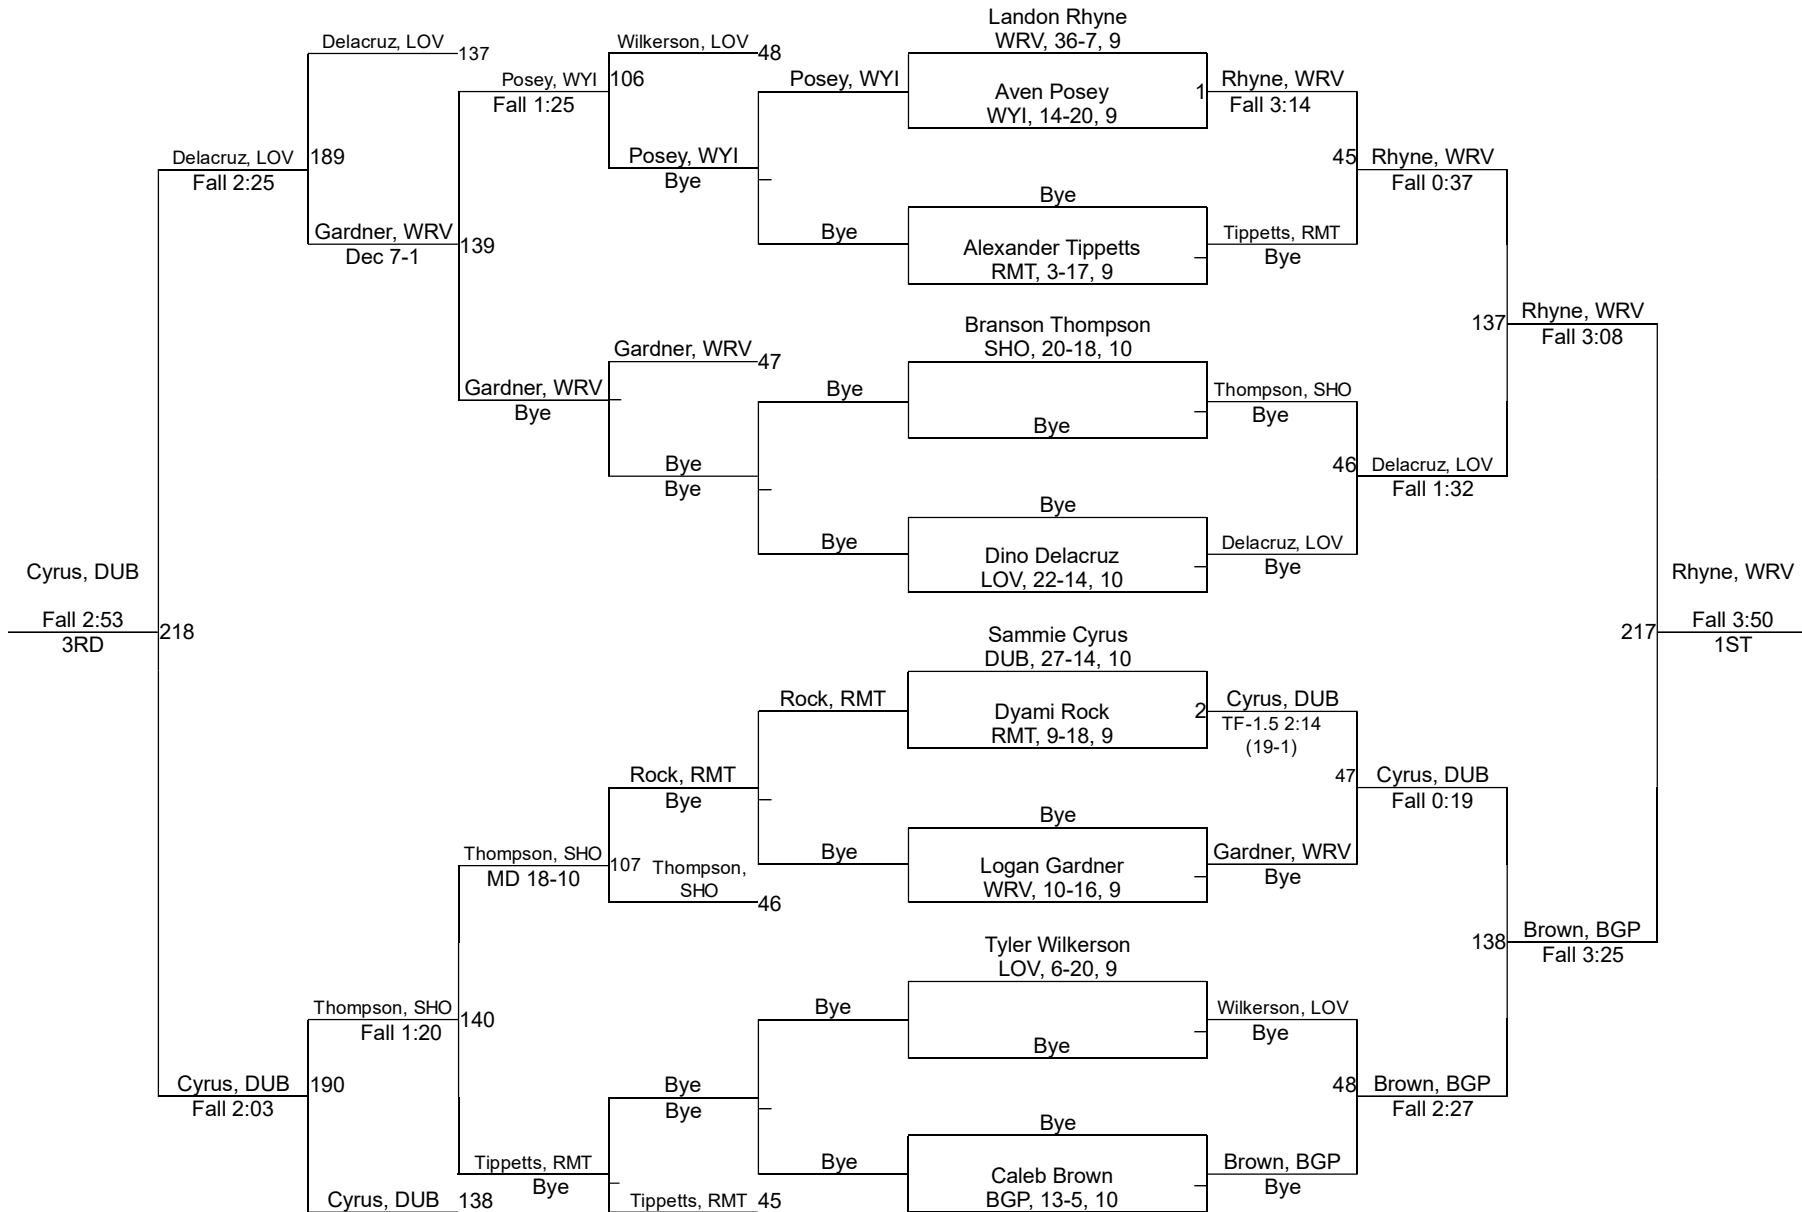 Landon Rhyne
WRV, 36-7, 9
Delacruz, LOV
137
Wilkerson, LOV
48
Posey, WYI
Fall 1:25
106
Posey, WYI
Aven Posey
WYI, 14-20, 9
1
Rhyne, WRV
Fall 3:14
Delacruz, LOV
Fall 2:25
189
Posey, WYI
Bye
45
Rhyne, WRV
Fall 0:37
Bye
Gardner, WRV
Dec 7-1
139
Bye
Alexander Tippetts
RMT, 3-17, 9
Tippetts, RMT
Bye
Branson Thompson
SHO, 20-18, 10
137
Rhyne, WRV
Fall 3:08
Gardner, WRV
47
Gardner, WRV
Bye
Bye
Bye
Thompson, SHO
Bye
Bye
Bye
46
Delacruz, LOV
Fall 1:32
Bye
Bye
Dino Delacruz
LOV, 22-14, 10
Delacruz, LOV
Bye
Cyrus, DUB
Fall 2:53
3RD
218
Rhyne, WRV
217
Fall 3:50
1ST
Sammie Cyrus
DUB, 27-14, 10
Rock, RMT
Dyami Rock
RMT, 9-18, 9
2
Cyrus, DUB
TF-1.5 2:14
(19-1)
Rock, RMT
Bye
47
Cyrus, DUB
Fall 0:19
Bye
Thompson, SHO
MD 18-10
107
Thompson,
SHO
46
Bye
Logan Gardner
WRV, 10-16, 9
Gardner, WRV
Bye
Tyler Wilkerson
LOV, 6-20, 9
138
Brown, BGP
Fall 3:25
Thompson, SHO
Fall 1:20
140
Bye
Bye
Wilkerson, LOV
Bye
Cyrus, DUB
Fall 2:03
190
Bye
Bye
48
Brown, BGP
Fall 2:27
Bye
Tippetts, RMT
Bye
Bye
Caleb Brown
BGP, 13-5, 10
Brown, BGP
Bye
Cyrus, DUB
138
Tippetts, RMT
45